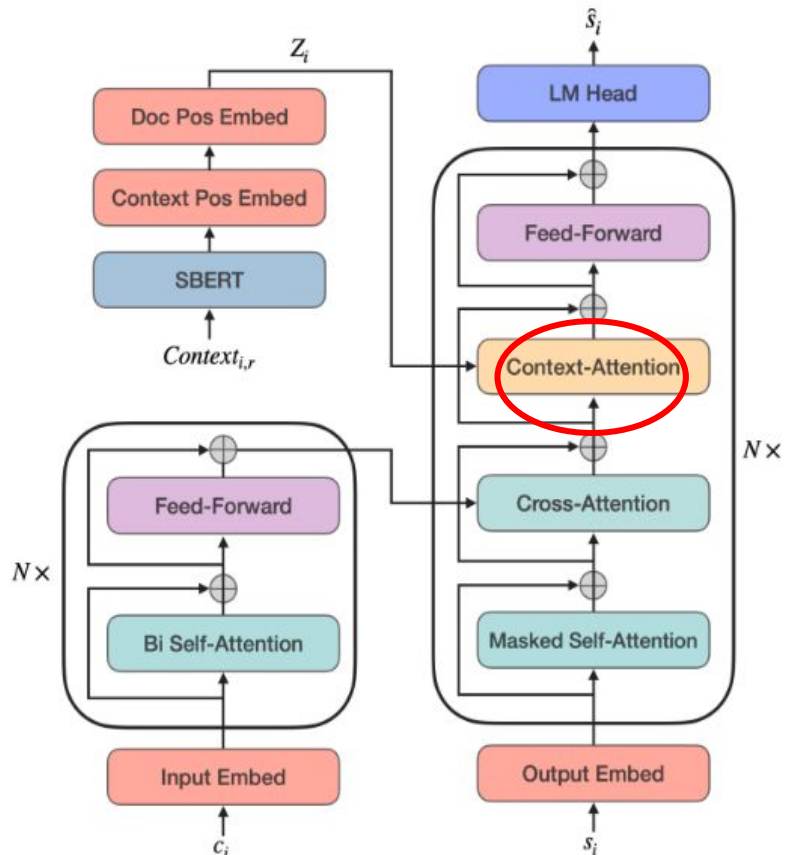 Z_i
Doc Pos Embed
Context Pos Embed
SBERT
Context_{i,r}
N×
Feed-Forward
Bi Self-Attention
Input Embed
c_i
ŝ_i
LM Head
Feed-Forward
Context-Attention
N×
Cross-Attention
Masked Self-Attention
Output Embed
s_i